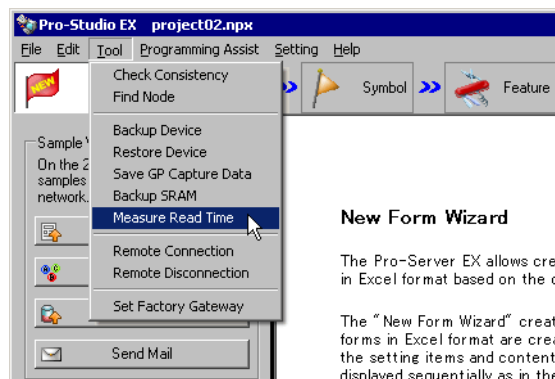 Pro-Studio EX project02.npx
File Edit Tool Programming Assist Setting Help
NEW
Symbol
Feature
Check Consistency
Find Node
Backup Device
Restore Device
Save GP Capture Data
Backup SRAM
Measure Read Time
Remote Connection
Remote Disconnection
Set Factory Gateway
Sample
On the 2
samples
network.
Send Mail
New Form Wizard
The Pro-Server EX allows cre
in Excel format based on the
The "New Form Wizard" creat
forms in Excel format are crea
the setting items and content
displayed sequentially as in the